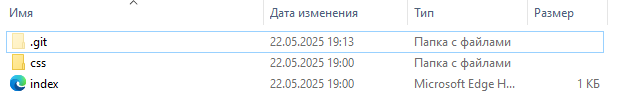 Имя Дата изменения Тип Размер
.git 22.05.2025 19:13 Папка с файлами
css 22.05.2025 19:00 Папка с файлами
index 22.05.2025 19:00 Microsoft Edge H... 1 КБ